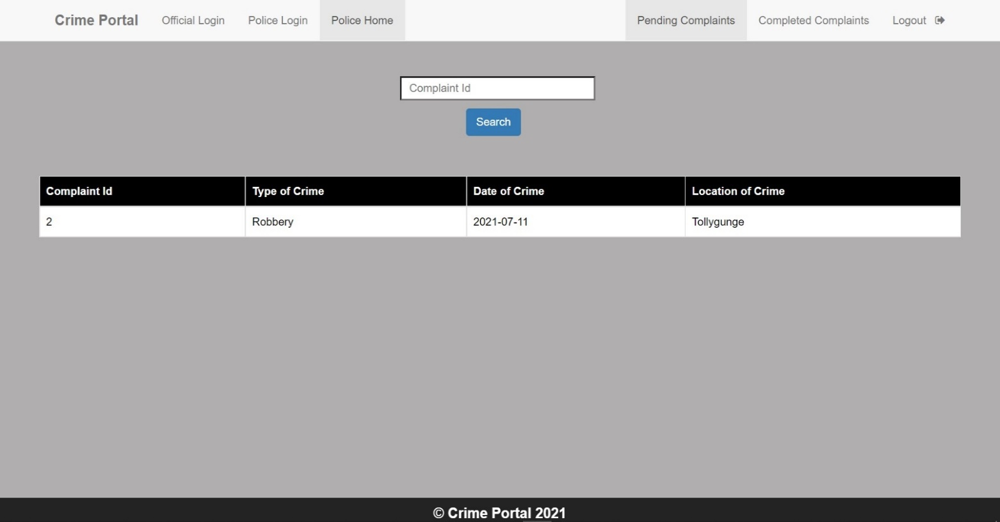 Crime Portal Official Login Police Login Police Home Pending Complaints Completed Complaints Logout
Complaint Id
Search
Complaint Id Type of Crime Date of Crime Location of Crime
2 Robbery 2021-07-11 Tollygunge
© Crime Portal 2021